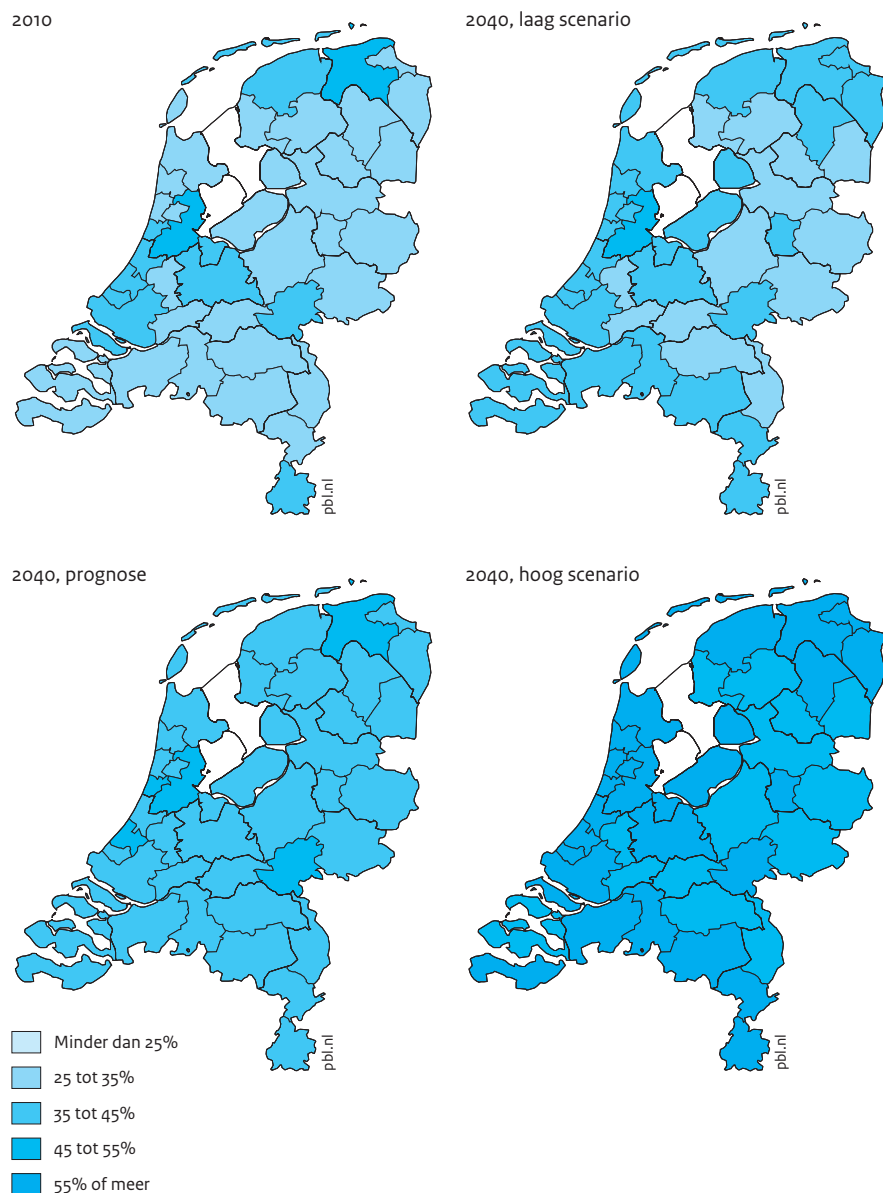 2010
2040, laag scenario
pbl.nl
pbl.nl
2040, prognose
2040, hoog scenario
pbl.nl
pbl.nl
Minder dan 25%
25 tot 35%
35 tot 45%
45 tot 55%
55% of meer